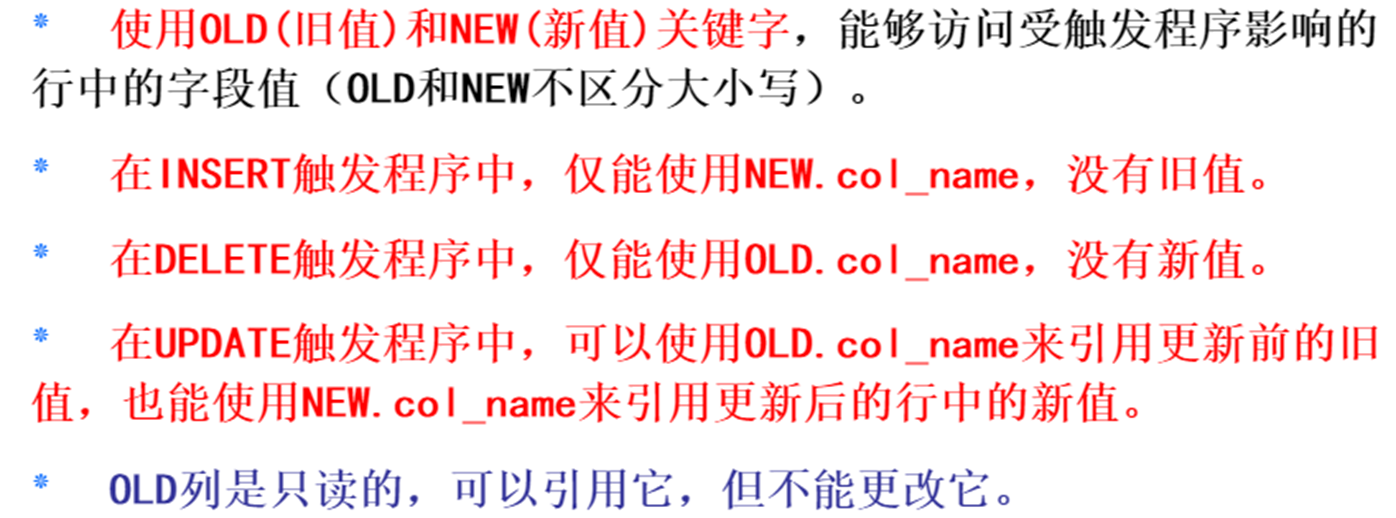 * 使用OLD(旧值)和NEW(新值)关键字，能够访问受触发程序影响的
行中的字段值（OLD和NEW不区分大小写）。
* 在INSERT触发程序中，仅能使用NEW.col_name，没有旧值。
* 在DELETE触发程序中，仅能使用OLD.col_name，没有新值。
* 在UPDATE触发程序中，可以使用OLD.col_name来引用更新前的旧
值，也能使用NEW.col_name来引用更新后的行中的新值。
* OLD列是只读的，可以引用它，但不能更改它。